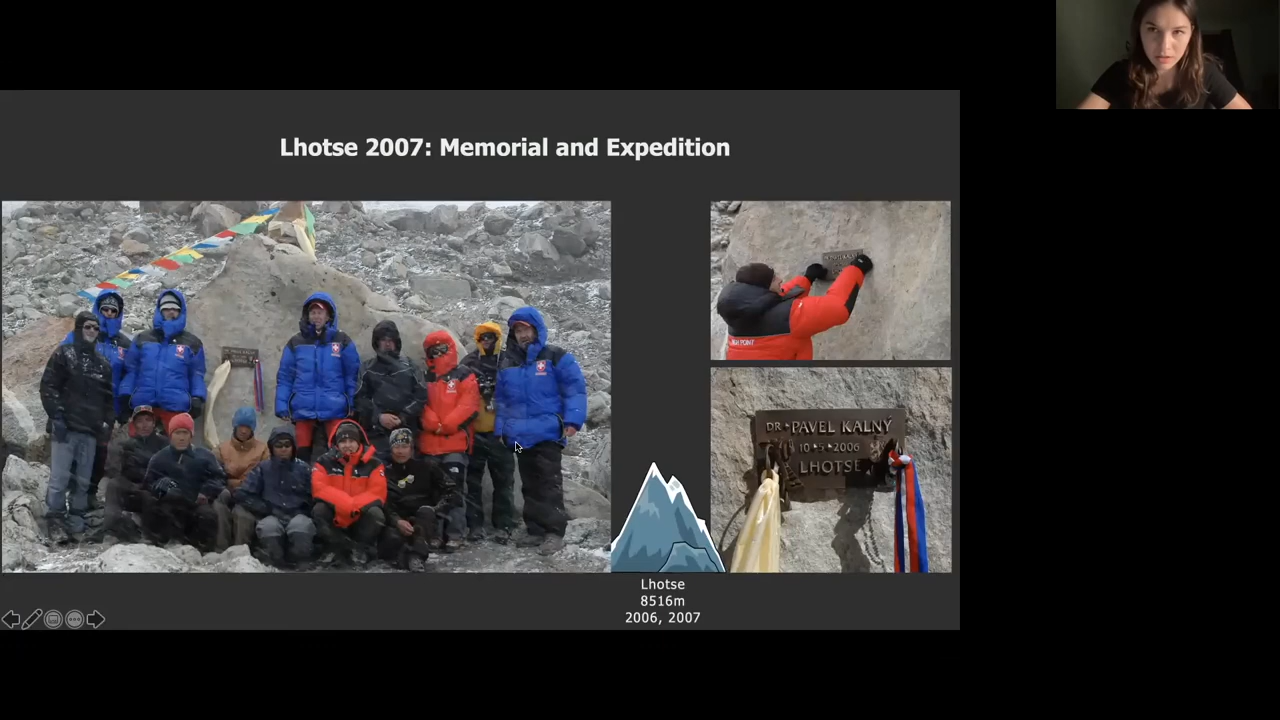 Lhotse 2007: Memorial and Expedition
DR PAVEL KALNÝ
10 5 2006
LHOTSE
Lhotse
8516m
2006, 2007